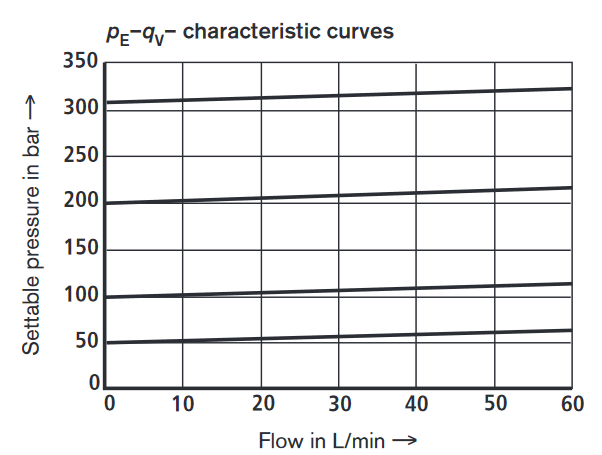 pE-qV- characteristic curves
350
300
250
200
150
100
50
0
0 10 20 30 40 50 60
Settable pressure in bar →
Flow in L/min →